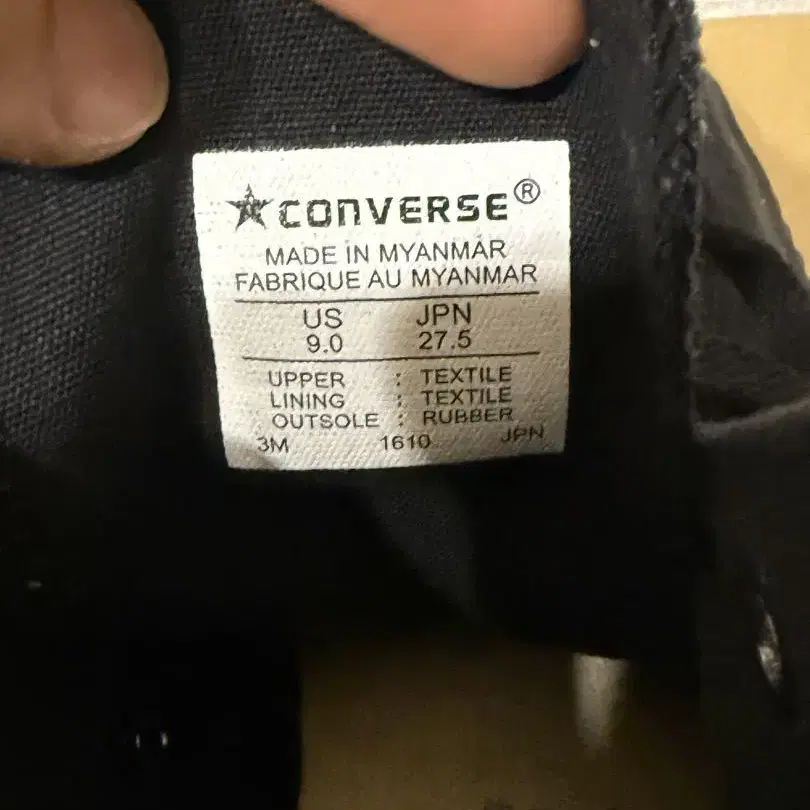 CONVERSE®
MADE IN MYANMAR
FABRIQUE AU MYANMAR
US JPN
9.0 27.5
UPPER : TEXTILE
LINING : TEXTILE
OUTSOLE : RUBBER
3M 1610 JPN